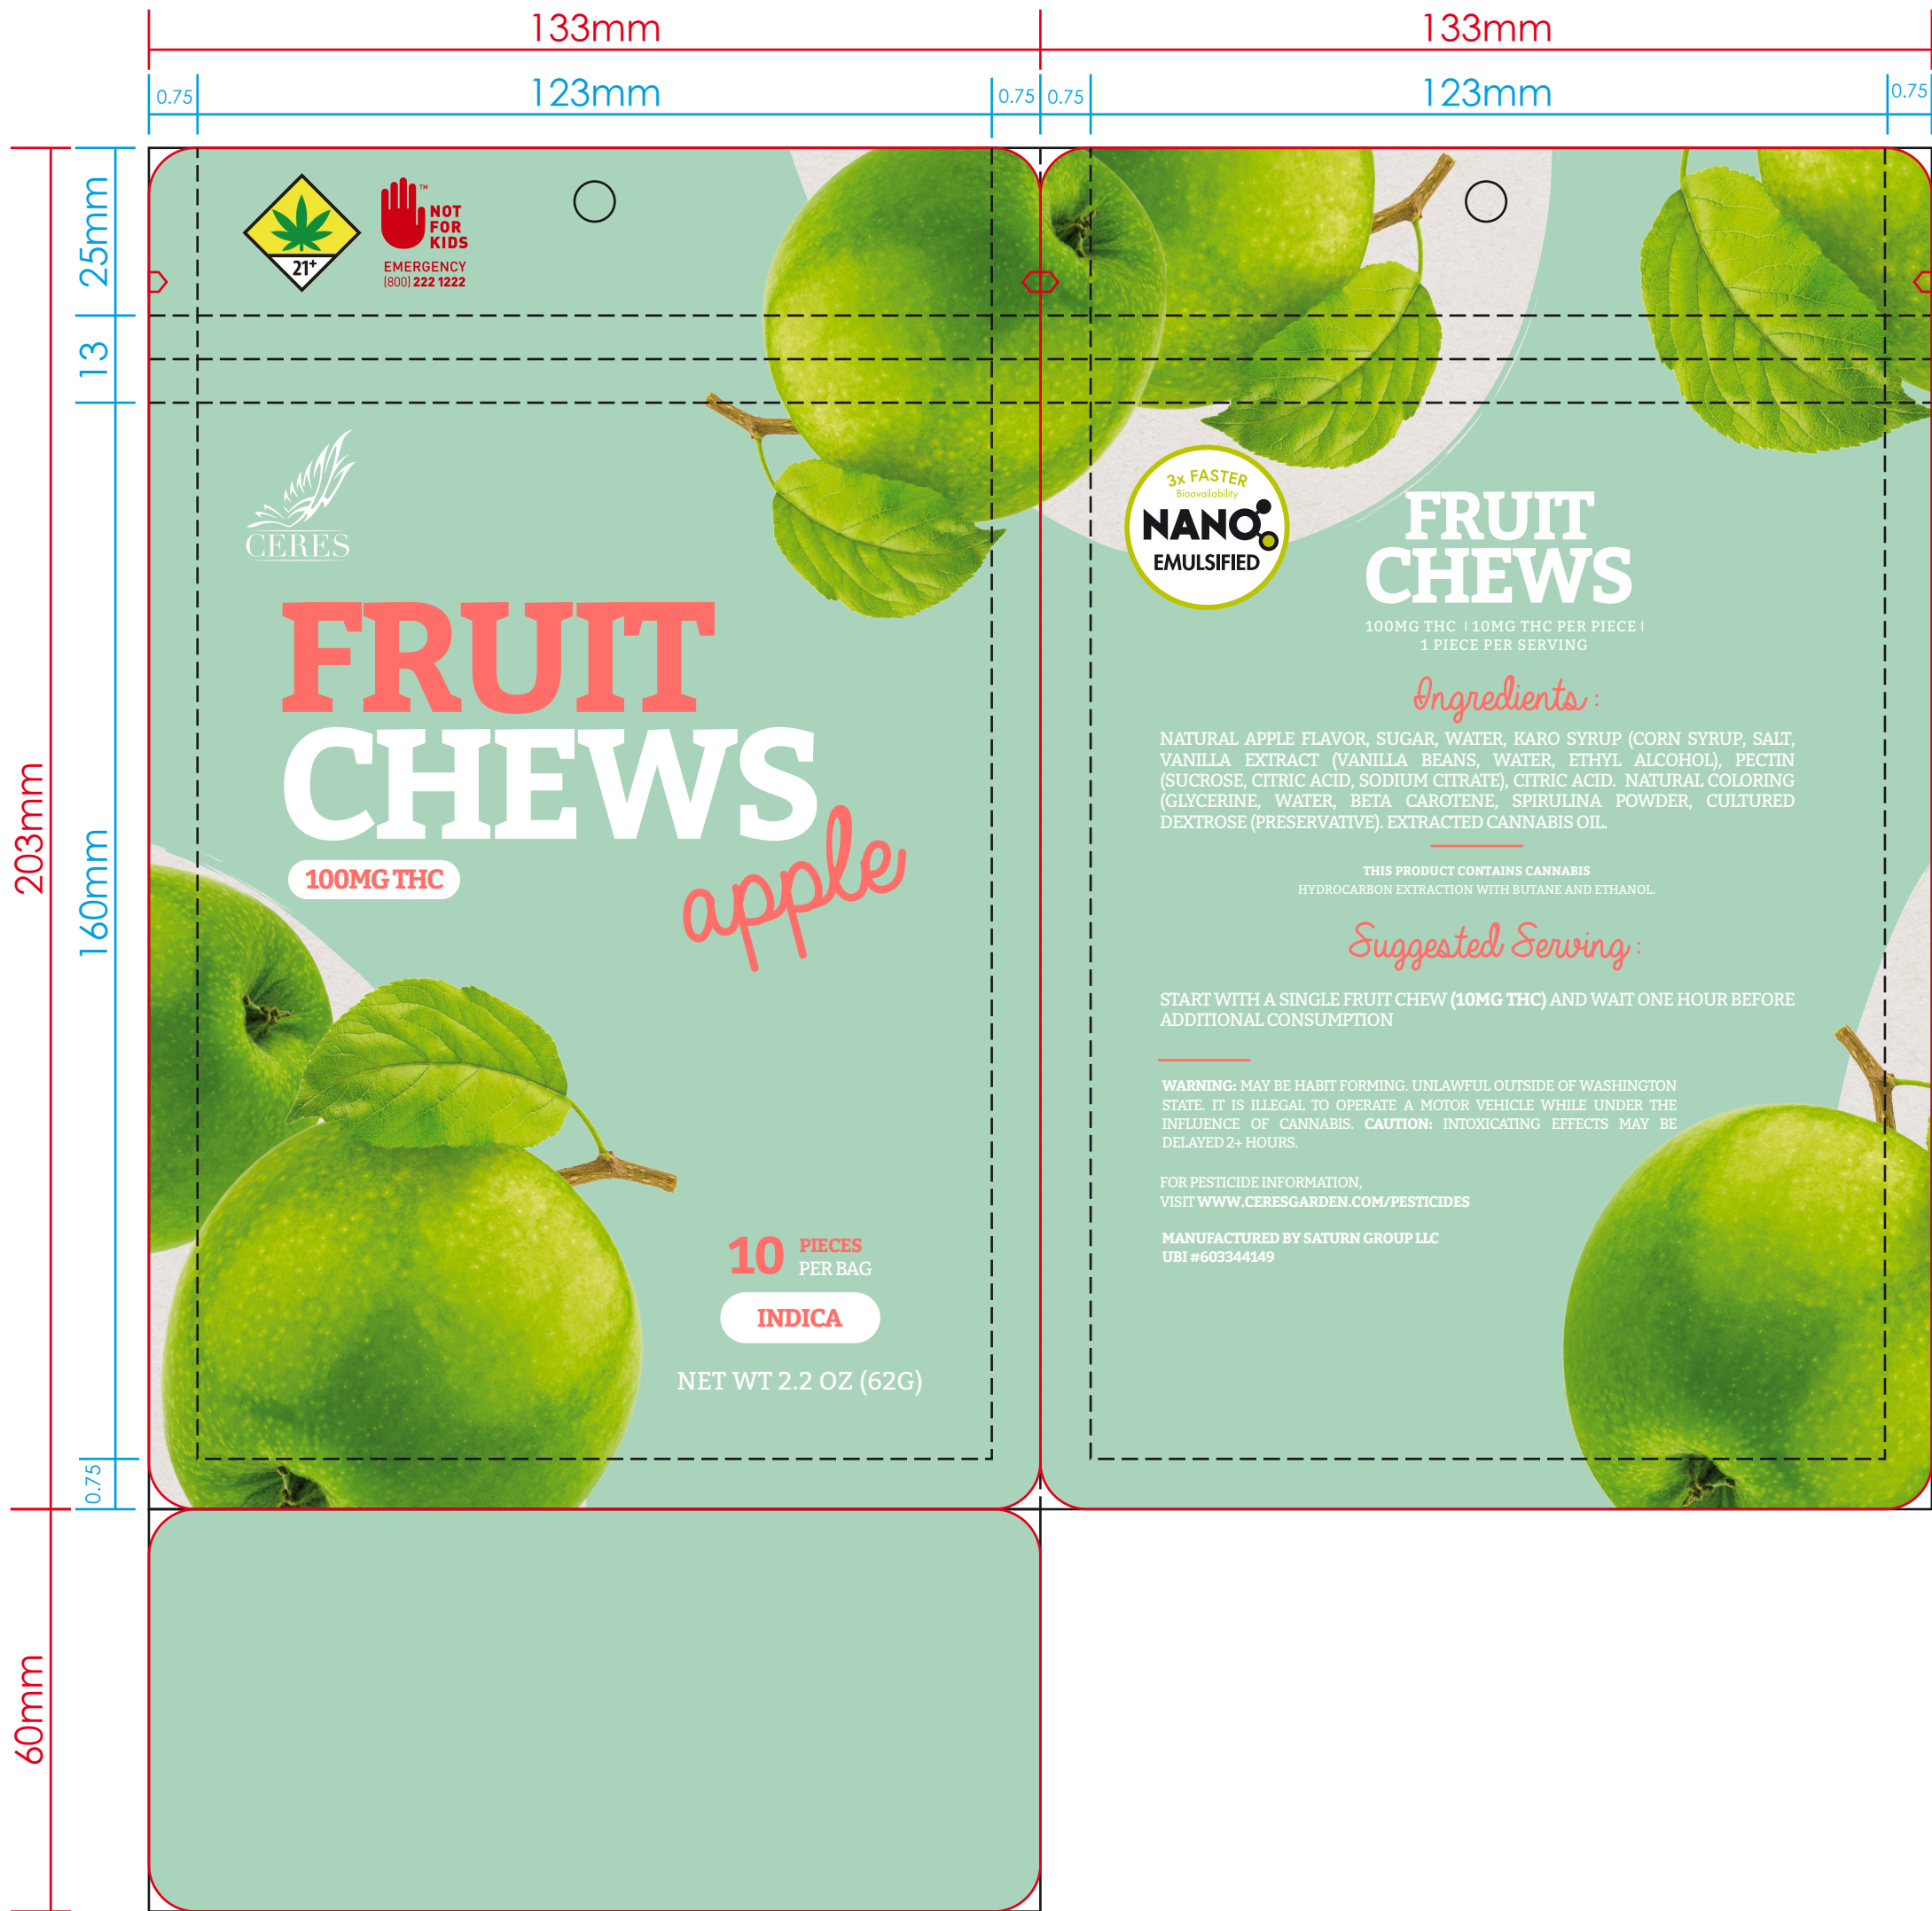 133mm
133mm
0.75
123mm
0.75
0.75
123mm
0.75
25mm
13
203mm
160mm
0.75
60mm
21+
™
NOT
FOR
KIDS
EMERGENCY
(800) 222 1222
CERES
FRUIT
CHEWS
apple
100MG THC
10 PIECES
PER BAG
INDICA
NET WT 2.2 OZ (62G)
3x FASTER
Bioavailability
NANO
EMULSIFIED
FRUIT
CHEWS
100MG THC | 10MG THC PER PIECE |
1 PIECE PER SERVING
Ingredients :
NATURAL APPLE FLAVOR, SUGAR, WATER, KARO SYRUP (CORN SYRUP, SALT,
VANILLA EXTRACT (VANILLA BEANS, WATER, ETHYL ALCOHOL), PECTIN
(SUCROSE, CITRIC ACID, SODIUM CITRATE), CITRIC ACID. NATURAL COLORING
(GLYCERINE, WATER, BETA CAROTENE, SPIRULINA POWDER, CULTURED
DEXTROSE (PRESERVATIVE). EXTRACTED CANNABIS OIL.
THIS PRODUCT CONTAINS CANNABIS
HYDROCARBON EXTRACTION WITH BUTANE AND ETHANOL.
Suggested Serving :
START WITH A SINGLE FRUIT CHEW (10MG THC) AND WAIT ONE HOUR BEFORE
ADDITIONAL CONSUMPTION
WARNING: MAY BE HABIT FORMING. UNLAWFUL OUTSIDE OF WASHINGTON
STATE. IT IS ILLEGAL TO OPERATE A MOTOR VEHICLE WHILE UNDER THE
INFLUENCE OF CANNABIS. CAUTION: INTOXICATING EFFECTS MAY BE
DELAYED 2+ HOURS.
FOR PESTICIDE INFORMATION,
VISIT WWW.CERESGARDEN.COM/PESTICIDES
MANUFACTURED BY SATURN GROUP LLC
UBI #603344149